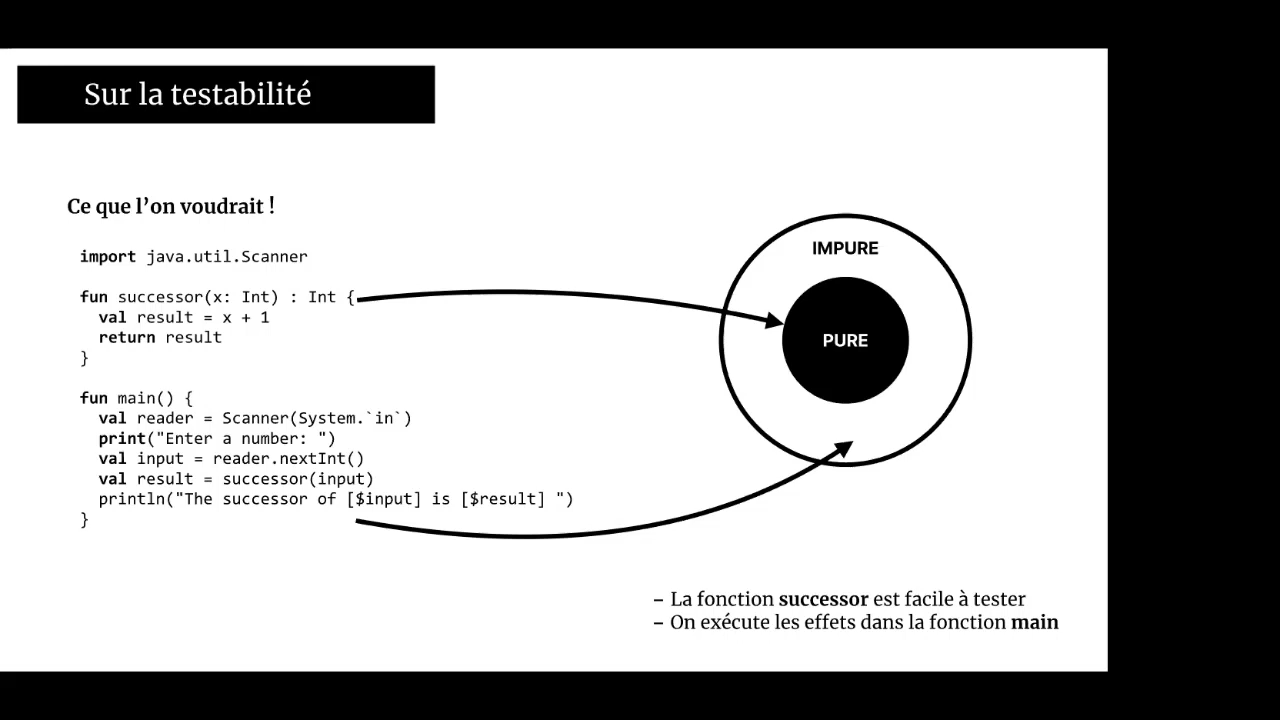 Sur la testabilité
Ce que l’on voudrait !
import java.util.Scanner
fun successor(x: Int) : Int {
val result = x + 1
return result
}
fun main() {
val reader = Scanner(System.`in`)
print("Enter a number: ")
val input = reader.nextInt()
val result = successor(input)
println("The successor of [$input] is [$result] ")
}
IMPURE
PURE
– La fonction successor est facile à tester
– On exécute les effets dans la fonction main